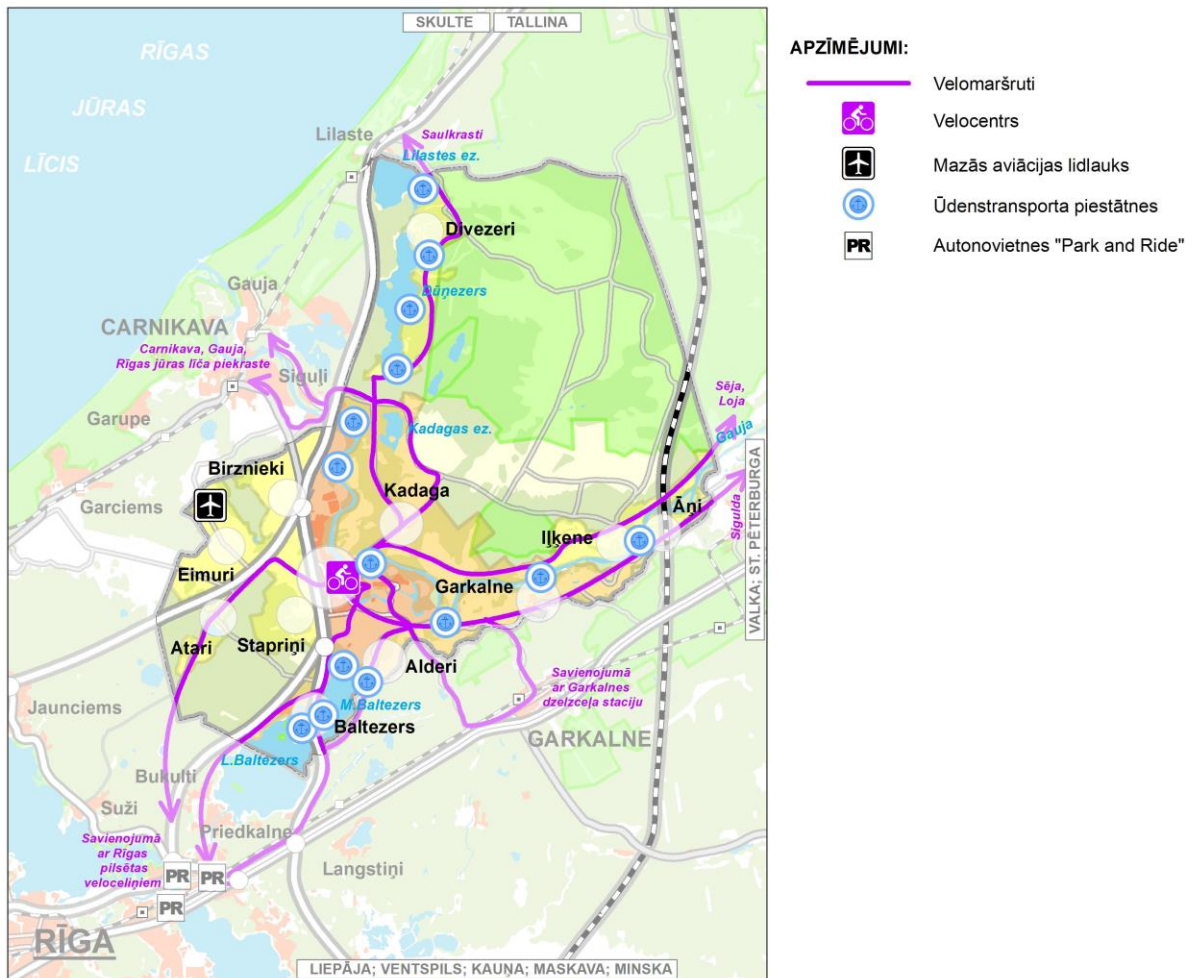 SKULTE TALLINA
RĪGAS
JŪRAS
LĪCIS
Lilaste
Saulkrasti
Lilastes ez.
Divezeri
Gauja
Dūņezers
CARNIKAVA
Carnikava, Gauja,
Rīgas jūras līča piekraste
Siguļi
Garupe
Kadagas ez.
Sēja,
Loja
Gauja
Birznieki
Kadaga
Garciems
Āņi
Iļķene
Sigulda
Eimuri
Garkalne
VALKA; ST. PĒTERBURGA
Atari
Stapriņi
Alderi
Savienojumā
ar Garkalnes
dzelzceļa staciju
Jaunciems
M.Baltezers
Baltezers
GARKALNE
L.Baltezers
Bukulti
Suži
Priedkalne
Savienojumā
ar Rīgas
pilsētas
veloceliņiem
Langstiņi
PR
PR
PR
RĪGA
LIEPĀJA; VENTSPILS; KAUŅA; MASKAVA; MINSKA
APZĪMĒJUMI:
Velomaršruti
Velocentrs
Mazās aviācijas lidlauks
Ūdenstransporta piestātnes
PR Autonovietnes "Park and Ride"